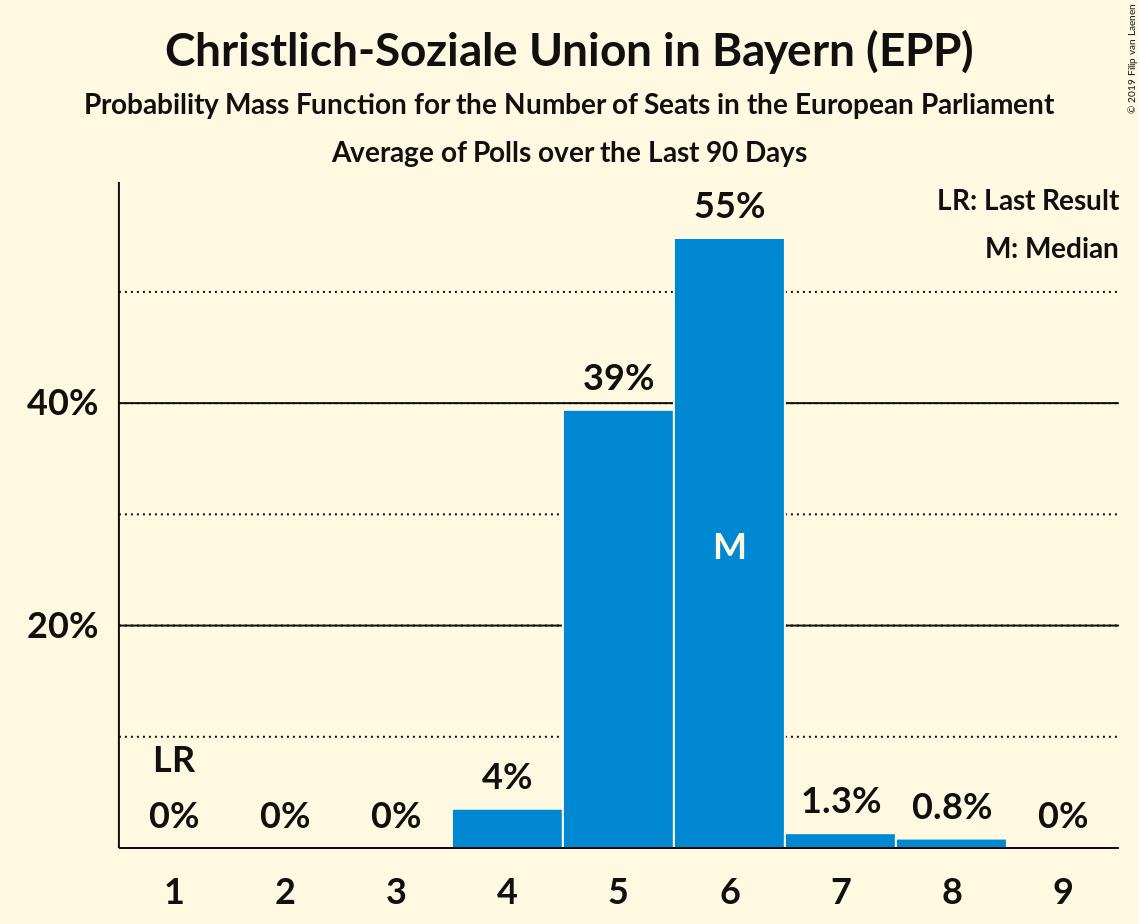 Christlich-Soziale Union in Bayern (EPP)
Probability Mass Function for the Number of Seats in the European Parliament
Average of Polls over the Last 90 Days
© 2019 Filip van Laenen
LR: Last Result
M: Median
55%
39%
40%
M
20%
LR
0%
0%
0%
4%
1.3%
0.8%
0%
1 2 3 4 5 6 7 8 9